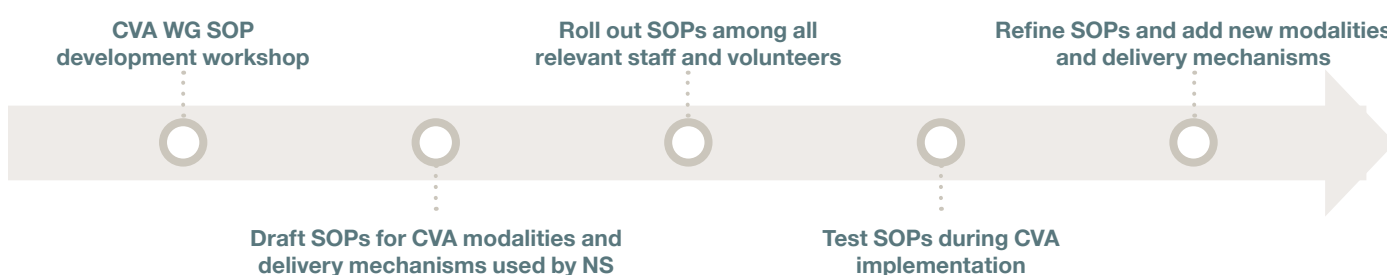 CVA WG SOP
development workshop
Draft SOPs for CVA modalities and
delivery mechanisms used by NS
Roll out SOPs among all
relevant staff and volunteers
Test SOPs during CVA
implementation
Refine SOPs and add new modalities
and delivery mechanisms